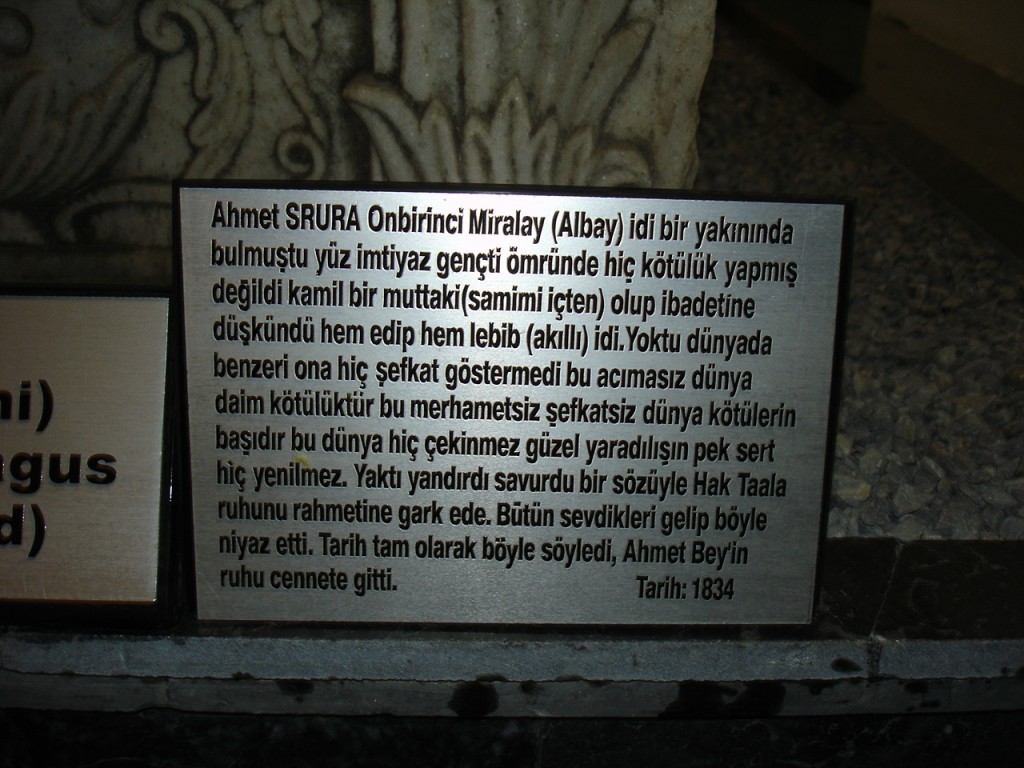 Ahmet SRURA Onbirinci Miralay (Albay) idi bir yakınında
bulmuştu yüz imtiyaz gençti ömründe hiç kötülük yapmış
değildi kamil bir muttaki(samimi içten) olup ibadetine
düşkündü hem edip hem lebib (akıllı) idi.Yoktu dünyada
benzeri ona hiç şefkat göstermedi bu acımasız dünya
daim kötülüktür bu merhametsiz şefkatsiz dünya kötülerin
başıdır bu dünya hiç çekinmez güzel yaradılışın pek sert
hiç yenilmez. Yaktı yandırdı savurdu bir sözüyle Hak Taala
ruhunu rahmetine gark ede. Bütün sevdikleri gelip böyle
niyaz etti. Tarih tam olarak böyle söyledi, Ahmet Bey'in
ruhu cennete gitti. Tarih: 1834